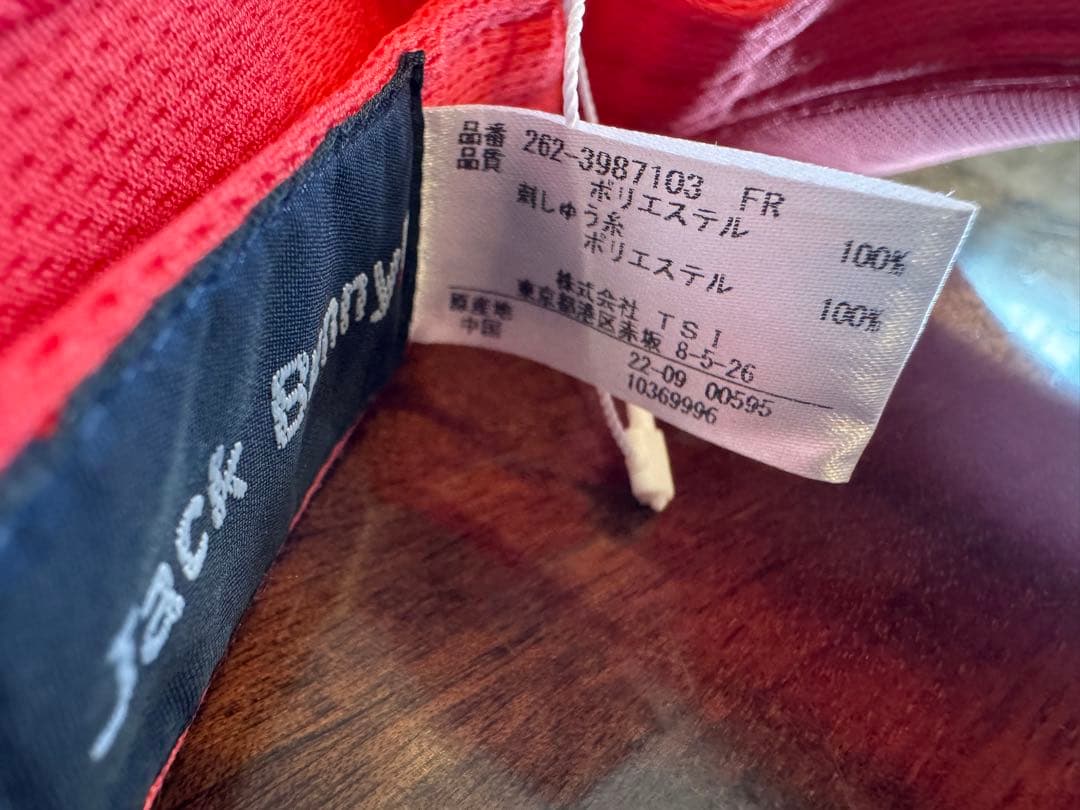 品番 262-3987103 FR
品質 ポリエステル 100%
刺しゅう糸
ポリエステル 100%
株式会社 TSI
東京都港区赤坂 8-5-26
原産地 22-09 00595
中国 10369996
Jack Bunny!